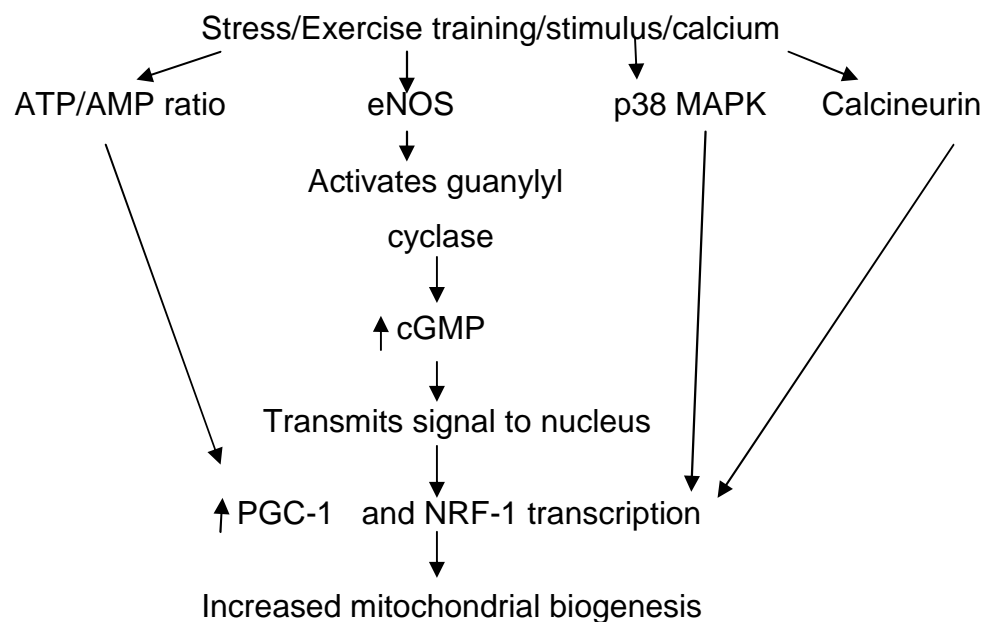 Stress/Exercise training/stimulus/calcium
ATP/AMP ratio eNOS p38 MAPK Calcineurin
Activates guanylyl
cyclase
cGMP
Transmits signal to nucleus
PGC-1 and NRF-1 transcription
Increased mitochondrial biogenesis